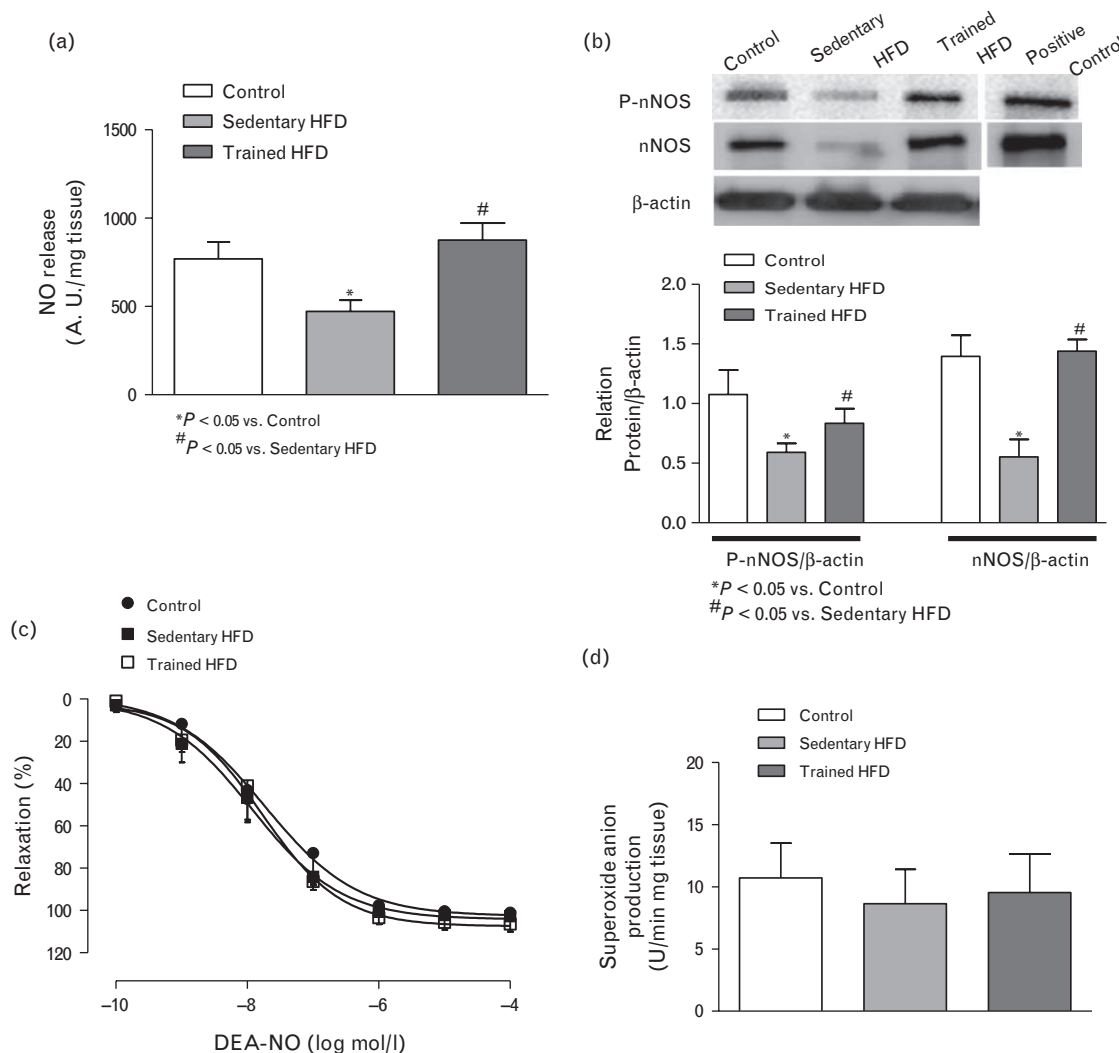 (a)
Control
Sedentary HFD
Trained HFD
1500
1000
500
0
NO release
(A. U./mg tissue)
*
#
*P < 0.05 vs. Control
#P < 0.05 vs. Sedentary HFD
(b)
Control
Sedentary HFD
Trained HFD
Positive Control
P-nNOS
nNOS
β-actin
Control
Sedentary HFD
Trained HFD
2.0
1.5
1.0
0.5
0.0
Relation
Protein/β-actin
*
#
*
#
P-nNOS/β-actin
nNOS/β-actin
*P < 0.05 vs. Control
#P < 0.05 vs. Sedentary HFD
(c)
Control
Sedentary HFD
Trained HFD
0
20
40
60
80
100
120
Relaxation (%)
–10
–8
–6
–4
DEA-NO (log mol/l)
(d)
Control
Sedentary HFD
Trained HFD
20
15
10
5
0
Superoxide anion
production
(U/min mg tissue)